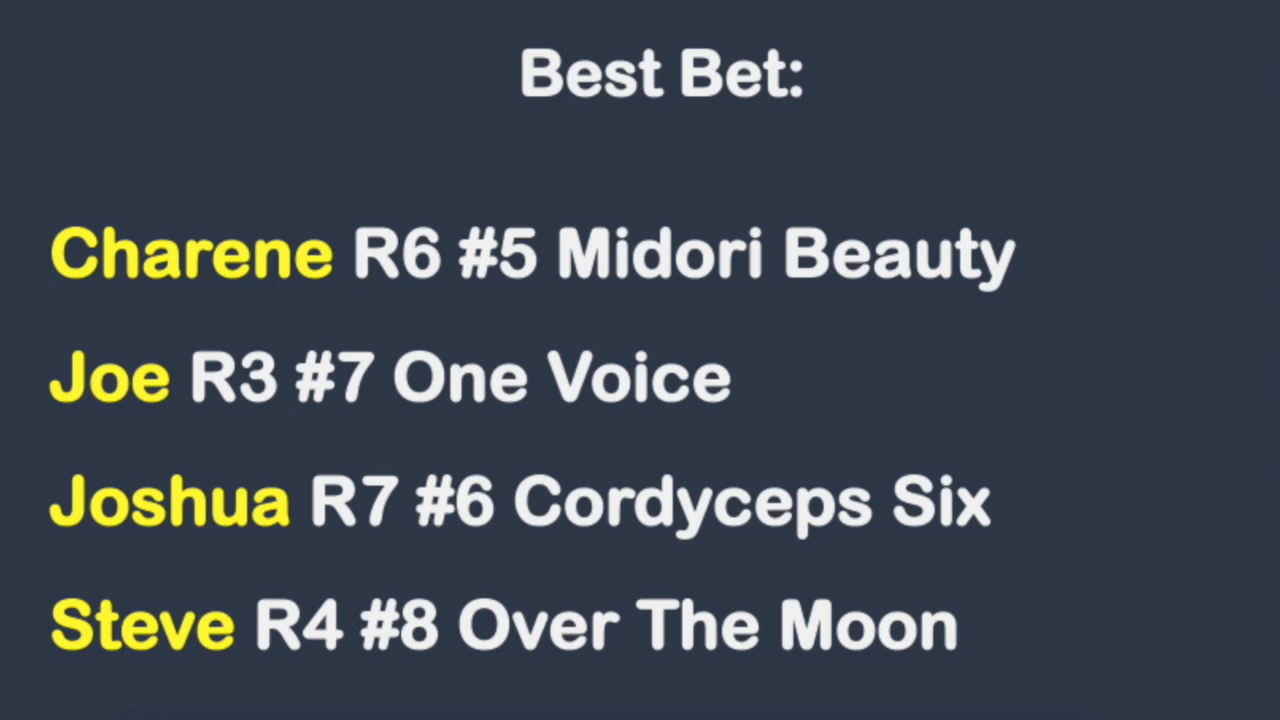 Best Bet:
Charene R6 #5 Midori Beauty
Joe R3 #7 One Voice
Joshua R7 #6 Cordyceps Six
Steve R4 #8 Over The Moon